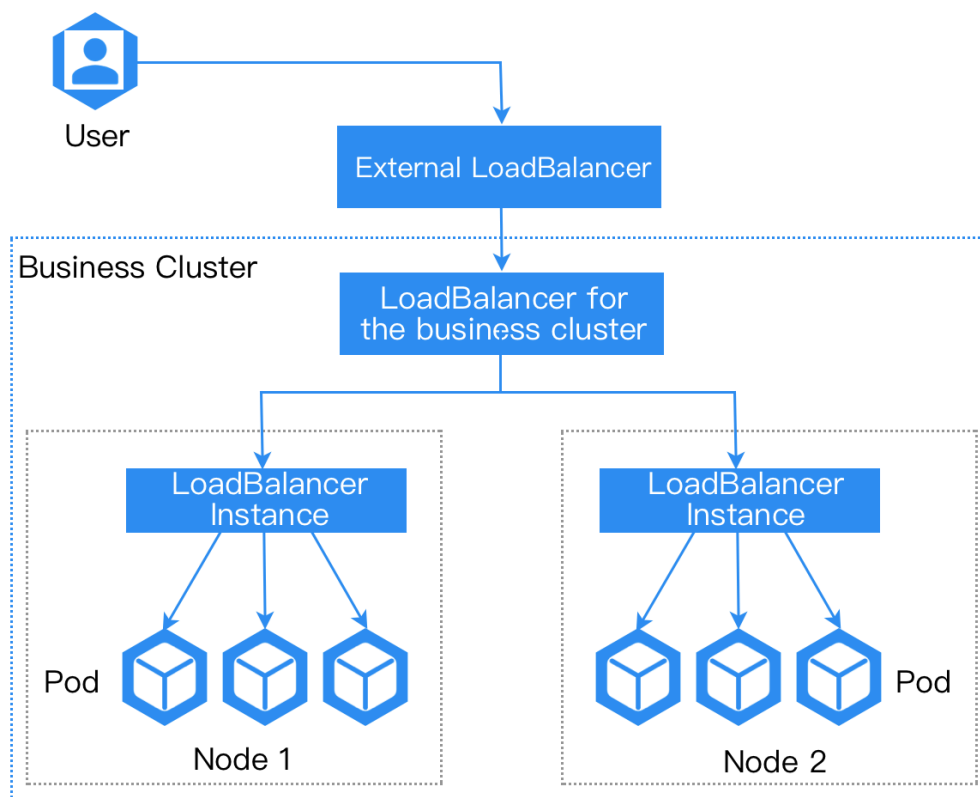 User
External LoadBalancer
Business Cluster
LoadBalancer for
the business cluster
LoadBalancer
Instance
LoadBalancer
Instance
Pod
Pod
Node 1
Node 2